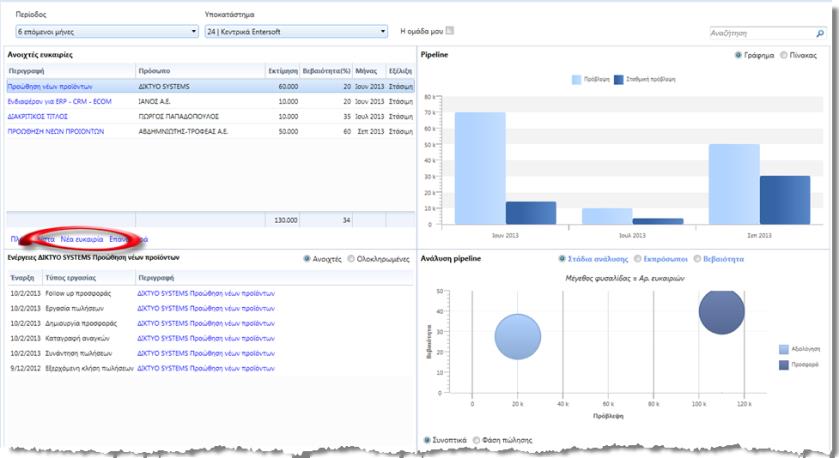 Περίοδος Υποκατάστημα
6 επόμενοι μήνες 24 | Κεντρικά Entersoft Η ομάδα μου Αναζήτηση
Ανοιχτές ευκαιρίες
Περιγραφή Πρόσωπο Εκτίμηση Βεβαιότητα(%) Μήνας Εξέλιξη
Προώθηση νέων προϊόντων ΔΙΚΤΥΟ SYSTEMS 60.000 20 Ιουν 2013 Στάσιμη
Ενδιαφέρον για ERP - CRM - ECOM ΙΑΝΟΣ Α.Ε. 10.000 20 Ιουν 2013 Στάσιμη
ΔΙΑΚΡΙΤΙΚΟΣ ΤΙΤΛΟΣ ΓΙΩΡΓΟΣ ΠΑΠΑΔΟΠΟΥΛΟΣ 10.000 35 Ιουλ 2013 Στάσιμη
ΠΡΟΩΘΗΣΗ ΝΕΩΝ ΠΡΟΙΟΝΤΩΝ ΑΒΔΗΜΝΙΩΤΗΣ-ΤΡΟΦΕΑΣ Α.Ε. 50.000 60 Σεπ 2013 Στάσιμη
130.000 34
Νέα ευκαιρία
Pipeline Γράφημα Πίνακας
Πρόβλεψη Σταθμική πρόβλεψη
80 k
70 k
60 k
50 k
40 k
30 k
20 k
10 k
0
Ιουν 2013 Ιουλ 2013 Σεπ 2013
Ενέργειες ΔΙΚΤΥΟ SYSTEMS Προώθηση νέων προϊόντων Ανοιχτές Ολοκληρωμένες
Έναρξη Τύπος εργασίας Περιγραφή
10/2/2013 Follow up προσφοράς ΔΙΚΤΥΟ SYSTEMS Προώθηση νέων προϊόντων
10/2/2013 Εργασία πωλήσεων ΔΙΚΤΥΟ SYSTEMS Προώθηση νέων προϊόντων
10/2/2013 Δημιουργία προσφοράς ΔΙΚΤΥΟ SYSTEMS Προώθηση νέων προϊόντων
10/2/2013 Καταγραφή αναγκών ΔΙΚΤΥΟ SYSTEMS Προώθηση νέων προϊόντων
10/2/2013 Συνάντηση πωλήσεων ΔΙΚΤΥΟ SYSTEMS Προώθηση νέων προϊόντων
9/12/2012 Εξερχόμενη κλήση πωλήσεων ΔΙΚΤΥΟ SYSTEMS Προώθηση νέων προϊόντων
Ανάλυση pipeline Στάδια ανάλυσης Εκπρόσωποι Βεβαιότητα
Μέγεθος φυσαλίδας = Αρ. ευκαιριών
Βεβαιότητα
50
40
30
20
10
0
0 20 k 40 k 60 k 80 k 100 k 120 k
Πρόβλεψη
Αξιολόγηση
Προσφορά
Συνοπτικά Φάση πώλησης